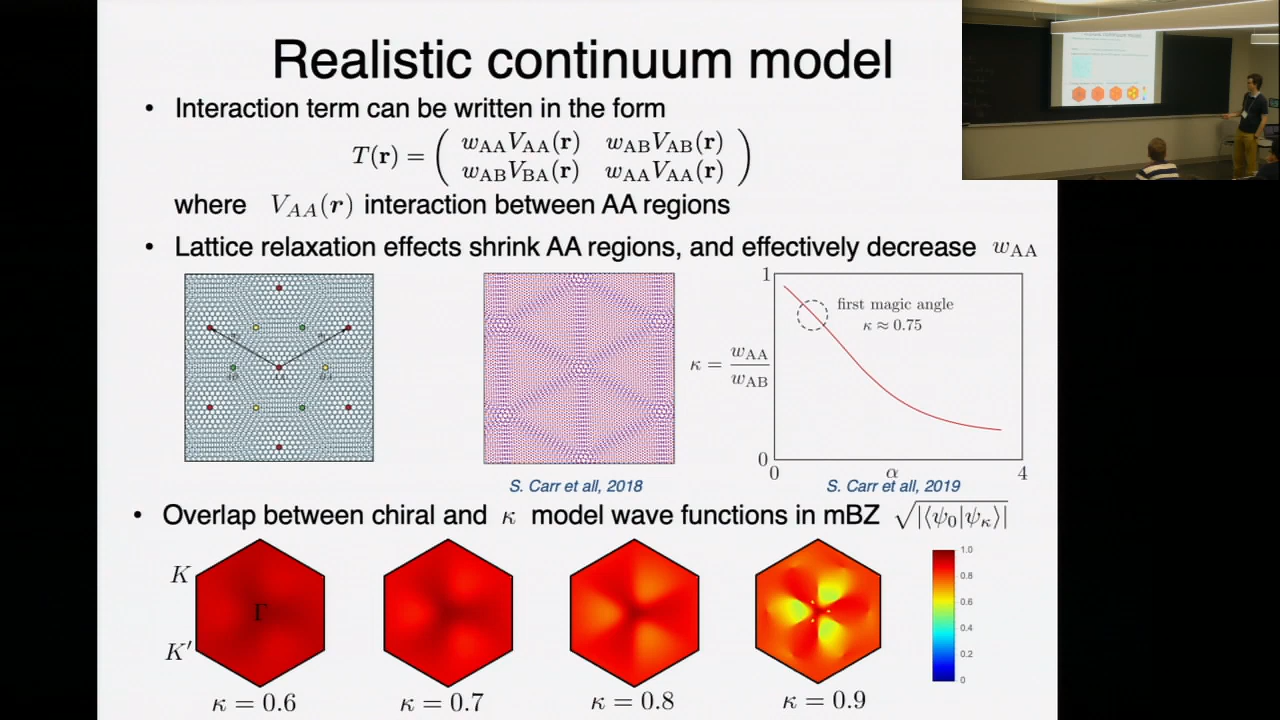 Realistic continuum model
• Interaction term can be written in the form
T(r) = ( w_AA V_AA(r) w_AB V_AB(r)
w_AB V_BA(r) w_AA V_AA(r) )
where V_AA(r) interaction between AA regions
• Lattice relaxation effects shrink AA regions, and effectively decrease w_AA
1
first magic angle
κ ≈ 0.75
κ = w_AA / w_AB
0
0 α 4
S. Carr et all, 2018
S. Carr et all, 2019
• Overlap between chiral and κ model wave functions in mBZ √|⟨ψ_0|ψ_κ⟩|
K
Γ
K′
1.0
0.8
0.6
0.4
0.2
0
κ = 0.6 κ = 0.7 κ = 0.8 κ = 0.9